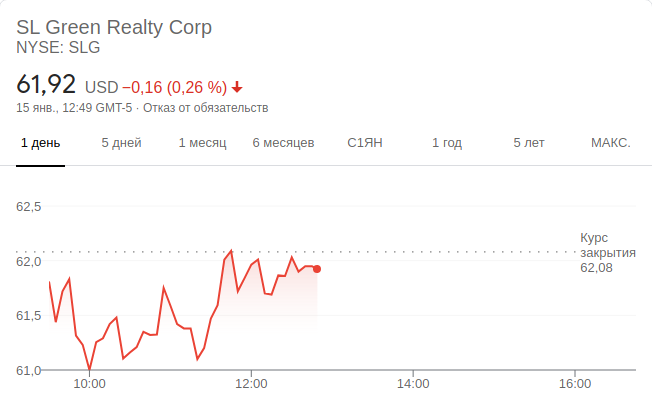 SL Green Realty Corp
NYSE: SLG
61,92 USD −0,16 (0,26 %)
15 янв., 12:49 GMT-5 · Отказ от обязательств
1 день 5 дней 1 месяц 6 месяцев С1ЯН 1 год 5 лет МАКС.
62,5
Курс
закрытия
62,08
62,0
61,5
61,0
10:00 12:00 14:00 16:00